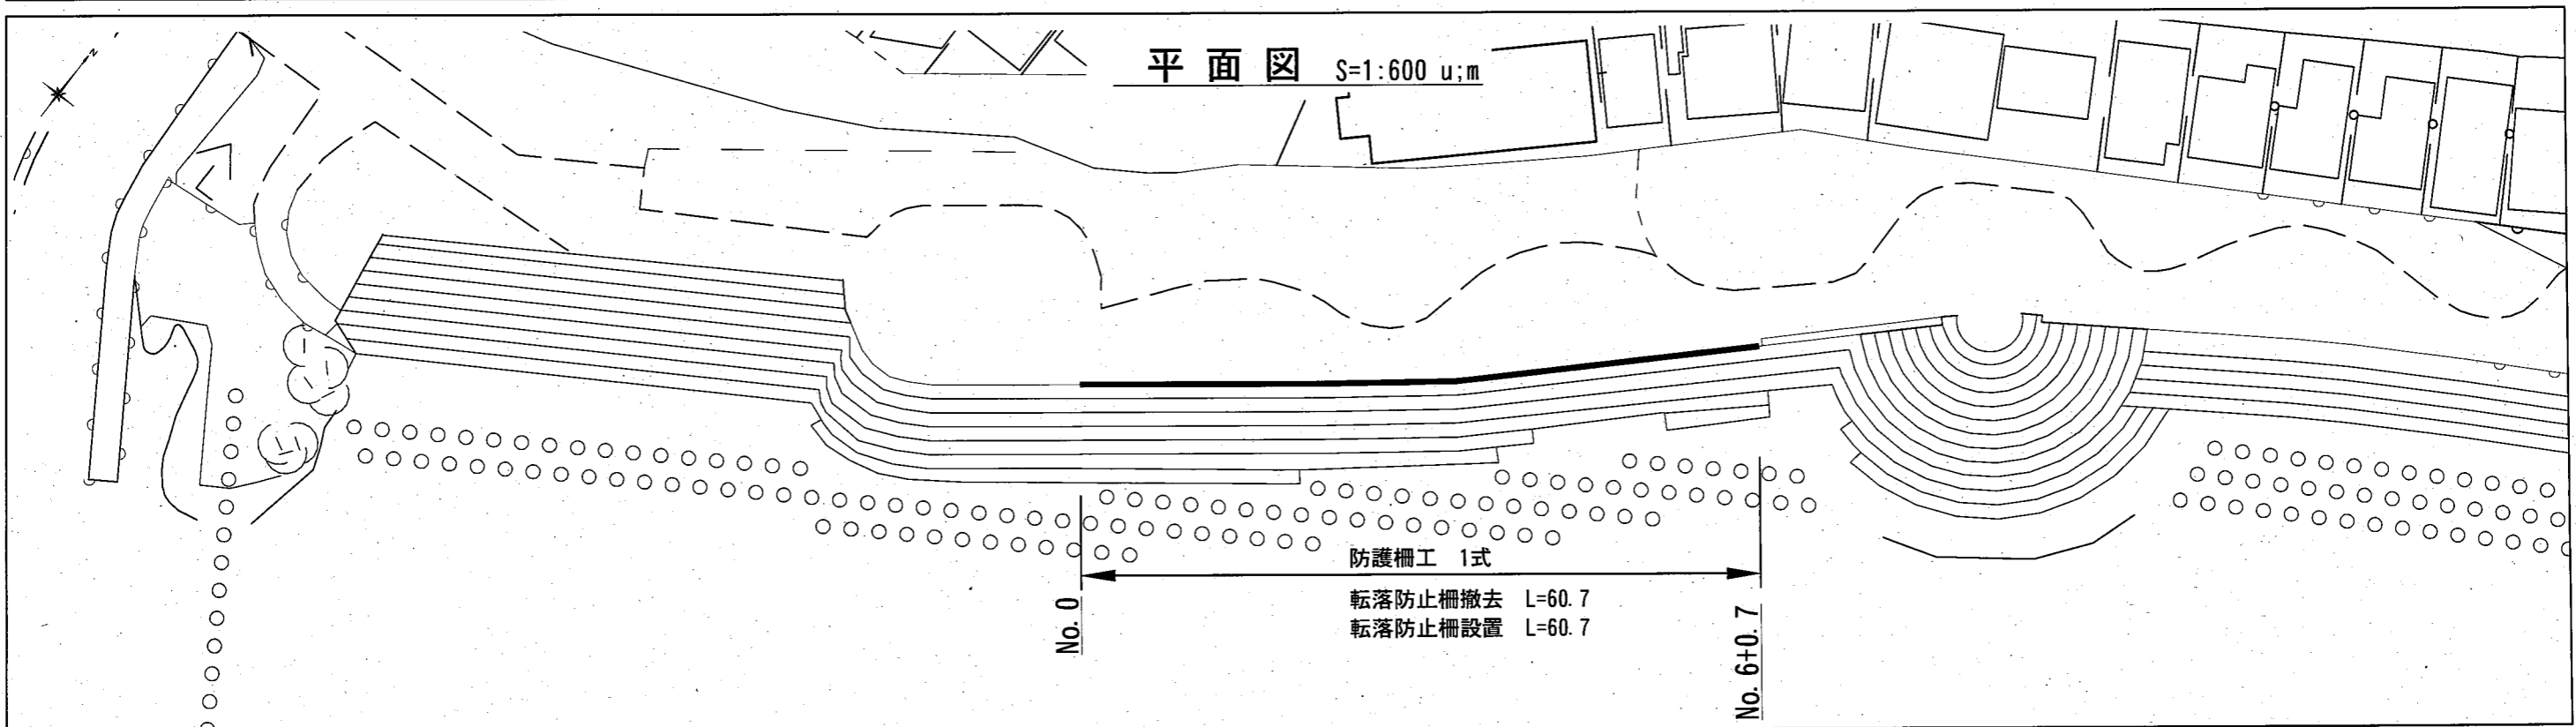 平面図 S=1:600 u;m
防護柵工 1式
転落防止柵撤去 L=60.7
転落防止柵設置 L=60.7
No.0
No.6+0.7